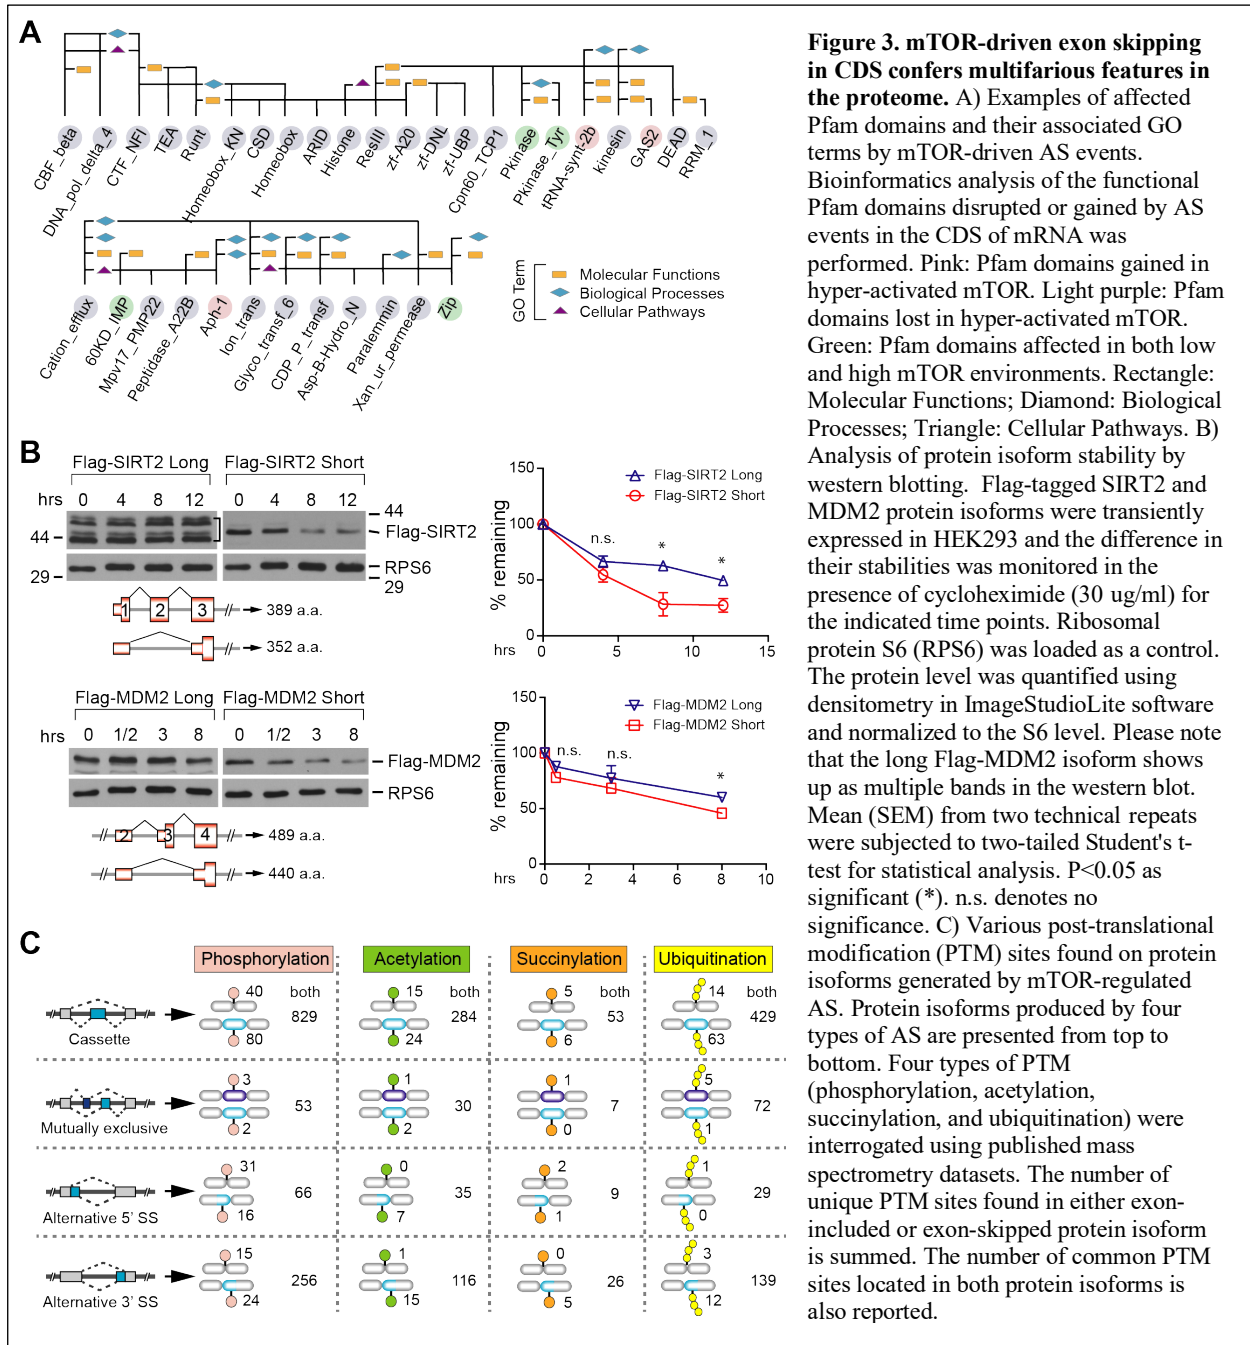 A
CBF_beta
DNA_pol_delta_4
CTF_NFI
TEA
Runt
Homeobox_KN
CSD
Homeobox
ARID
Histone
ResIII
zf-A20
zf-DNL
zf-UBP
Cpn60_TCP1
Pkinase
Pkinase_Tyr
tRNA-synt-2b
kinesin
GAS2
DEAD
RRM_1
Cation_efflux
60KD_IMP
Mpv17_PMP22
Peptidase_A22B
Aph-1
Ion_trans
Glyco_transf_6
CDP_P_transf
Asp-B-Hydro_N
Paralemmin
Xan_ur_permease
Zip
GO Term
Molecular Functions
Biological Processes
Cellular Pathways
B
Flag-SIRT2 Long Flag-SIRT2 Short
hrs 0 4 8 12 0 4 8 12
44
44
Flag-SIRT2
RPS6
29
29
1 2 3 389 a.a.
352 a.a.
150
100
50
0
% remaining
Flag-SIRT2 Long
Flag-SIRT2 Short
n.s. * *
hrs 0 5 10 15
Flag-MDM2 Long Flag-MDM2 Short
hrs 0 1/2 3 8 0 1/2 3 8
Flag-MDM2
RPS6
2 3 4 489 a.a.
440 a.a.
150
100
50
0
% remaining
Flag-MDM2 Long
Flag-MDM2 Short
n.s. n.s. *
hrs 0 2 4 6 8 10
C
Phosphorylation Acetylation Succinylation Ubiquitination
Cassette
40 both 829 80
15 both 284 24
5 both 53 6
14 both 429 63
Mutually exclusive
3 53 2
1 30 2
1 7 0
5 72 1
Alternative 5' SS
31 66 16
0 35 7
2 9 1
1 29 0
Alternative 3' SS
15 256 24
1 116 15
0 26 5
3 139 12
Figure 3. mTOR-driven exon skipping
in CDS confers multifarious features in
the proteome. A) Examples of affected
Pfam domains and their associated GO
terms by mTOR-driven AS events.
Bioinformatics analysis of the functional
Pfam domains disrupted or gained by AS
events in the CDS of mRNA was
performed. Pink: Pfam domains gained in
hyper-activated mTOR. Light purple: Pfam
domains lost in hyper-activated mTOR.
Green: Pfam domains affected in both low
and high mTOR environments. Rectangle:
Molecular Functions; Diamond: Biological
Processes; Triangle: Cellular Pathways. B)
Analysis of protein isoform stability by
western blotting. Flag-tagged SIRT2 and
MDM2 protein isoforms were transiently
expressed in HEK293 and the difference in
their stabilities was monitored in the
presence of cycloheximide (30 ug/ml) for
the indicated time points. Ribosomal
protein S6 (RPS6) was loaded as a control.
The protein level was quantified using
densitometry in ImageStudioLite software
and normalized to the S6 level. Please note
that the long Flag-MDM2 isoform shows
up as multiple bands in the western blot.
Mean (SEM) from two technical repeats
were subjected to two-tailed Student's t-
test for statistical analysis. P<0.05 as
significant (*). n.s. denotes no
significance. C) Various post-translational
modification (PTM) sites found on protein
isoforms generated by mTOR-regulated
AS. Protein isoforms produced by four
types of AS are presented from top to
bottom. Four types of PTM
(phosphorylation, acetylation,
succinylation, and ubiquitination) were
interrogated using published mass
spectrometry datasets. The number of
unique PTM sites found in either exon-
included or exon-skipped protein isoform
is summed. The number of common PTM
sites located in both protein isoforms is
also reported.